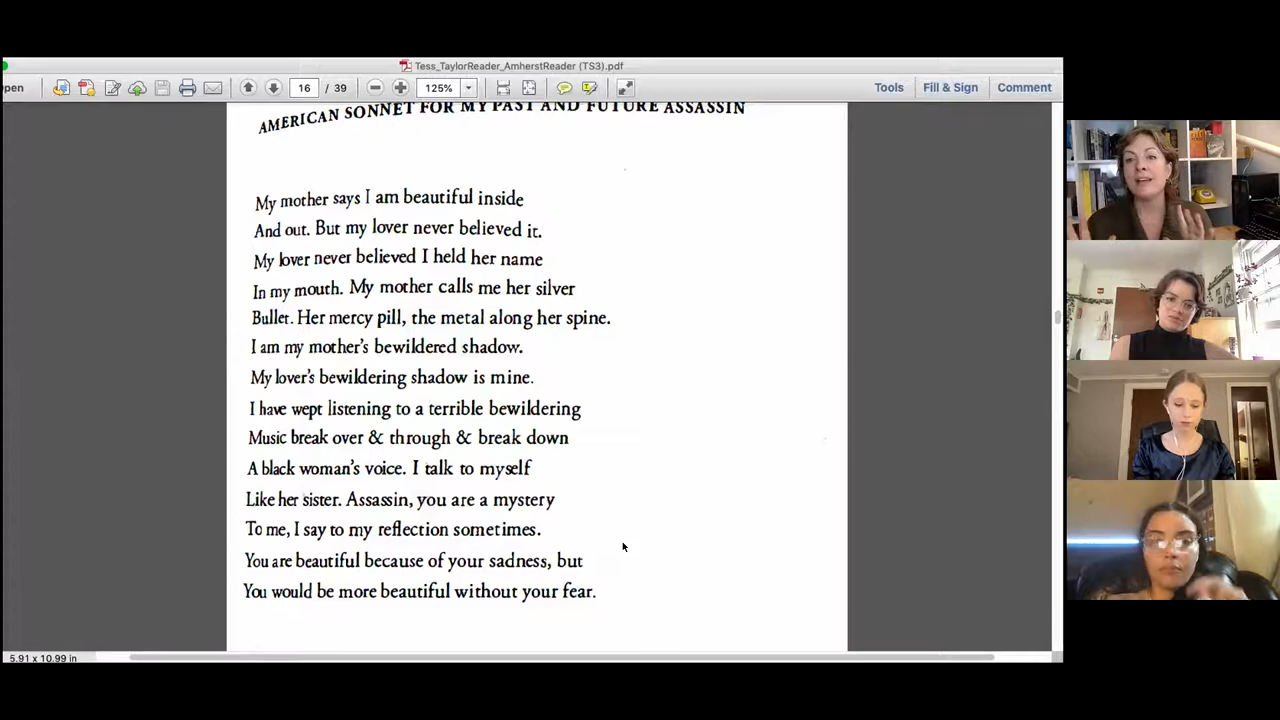 Tess_TaylorReader_AmherstReader (TS3).pdf
pen
16 / 39
125%
Tools
Fill & Sign
Comment
AMERICAN SONNET FOR MY PAST AND FUTURE ASSASSIN
My mother says I am beautiful inside
And out. But my lover never believed it.
My lover never believed I held her name
In my mouth. My mother calls me her silver
Bullet. Her mercy pill, the metal along her spine.
I am my mother's bewildered shadow.
My lover's bewildering shadow is mine.
I have wept listening to a terrible bewildering
Music break over & through & break down
A black woman's voice. I talk to myself
Like her sister. Assassin, you are a mystery
To me, I say to my reflection sometimes.
You are beautiful because of your sadness, but
You would be more beautiful without your fear.
5.91 x 10.99 in